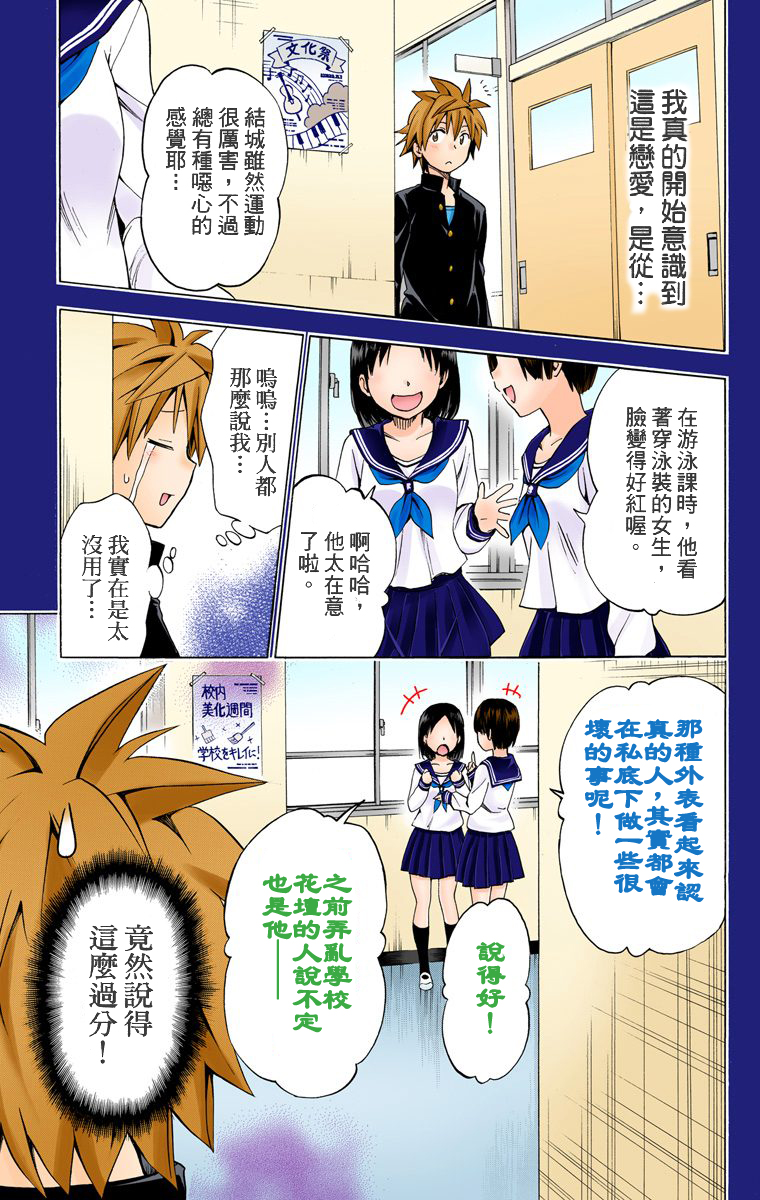 我真的開始意識到
這是戀愛，是從…
文化祭
結城雖然運動
很厲害，不過
總有種噁心的
感覺耶…
在游泳課時，他看
著穿泳裝的女生，
臉變得好紅喔。
啊哈哈，
他太在意
了啦。
嗚嗚…別人都
那麼說我…
我實在是太
沒用了…
那種外表看起來認
真的人，其實都會
在私底下做一些很
壞的事呢！
說得好！
之前弄亂學校
花壇的人說不定
也是他——
校内
美化週間
学校をキレイに！
竟然說得
這麼過分！